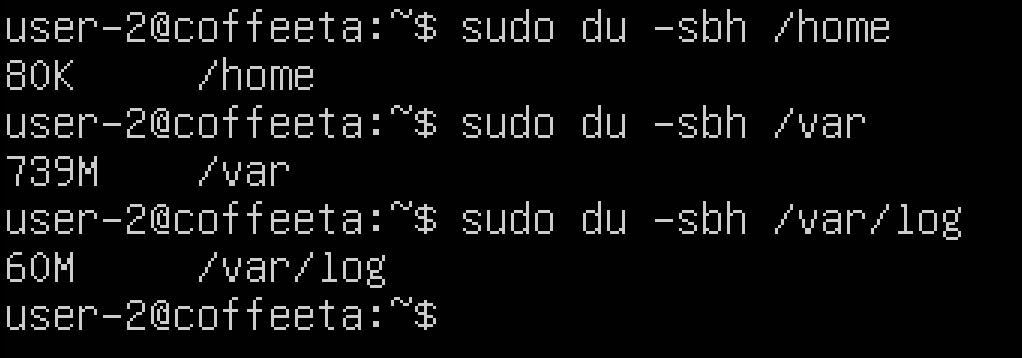 user-2@coffeeta:~$ sudo du -sbh /home
80K     /home
user-2@coffeeta:~$ sudo du -sbh /var
739M    /var
user-2@coffeeta:~$ sudo du -sbh /var/log
60M     /var/log
user-2@coffeeta:~$